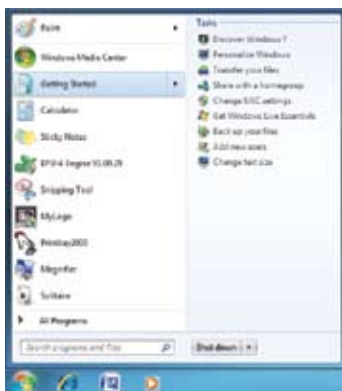 Paint
Windows Media Center
Getting Started
Calculator
Sticky Notes
Snipping Tool
MyLogo
Magnifier
Solitaire
All Programs
Search programs and files
Tasks
Discover Windows 7
Personalize Windows
Transfer your files
Share with a homegroup
Change UAC settings
Get Windows Live Essentials
Back up your files
Add new users
Change text size
Shut down